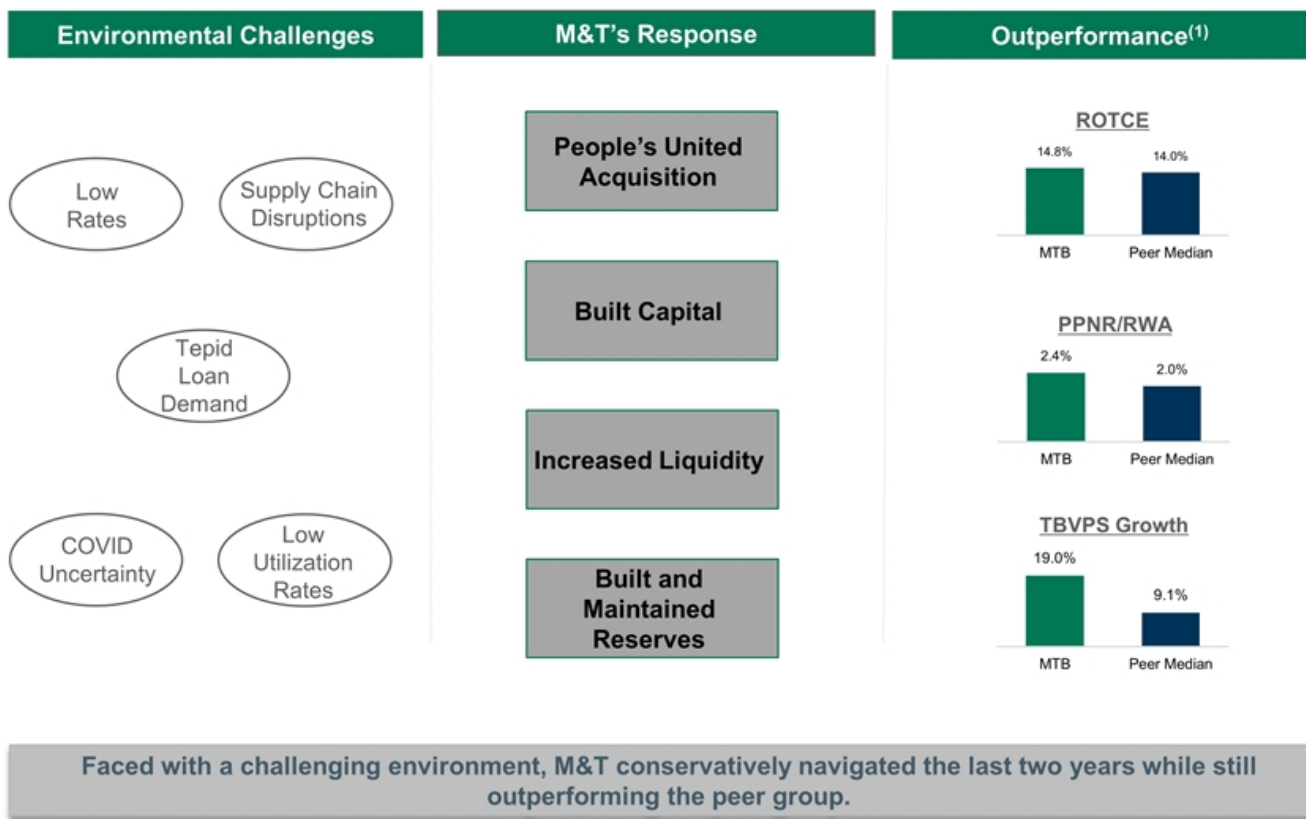 Environmental Challenges
Low
Rates
Supply Chain
Disruptions
Tepid
Loan
Demand
COVID
Uncertainty
Low
Utilization
Rates
M&T's Response
People's United
Acquisition
Built Capital
Increased Liquidity
Built and
Maintained
Reserves
Outperformance(1)
ROTCE
14.8%
14.0%
MTB
Peer Median
PPNR/RWA
2.4%
2.0%
MTB
Peer Median
TBVPS Growth
19.0%
9.1%
MTB
Peer Median
Faced with a challenging environment, M&T conservatively navigated the last two years while still
outperforming the peer group.